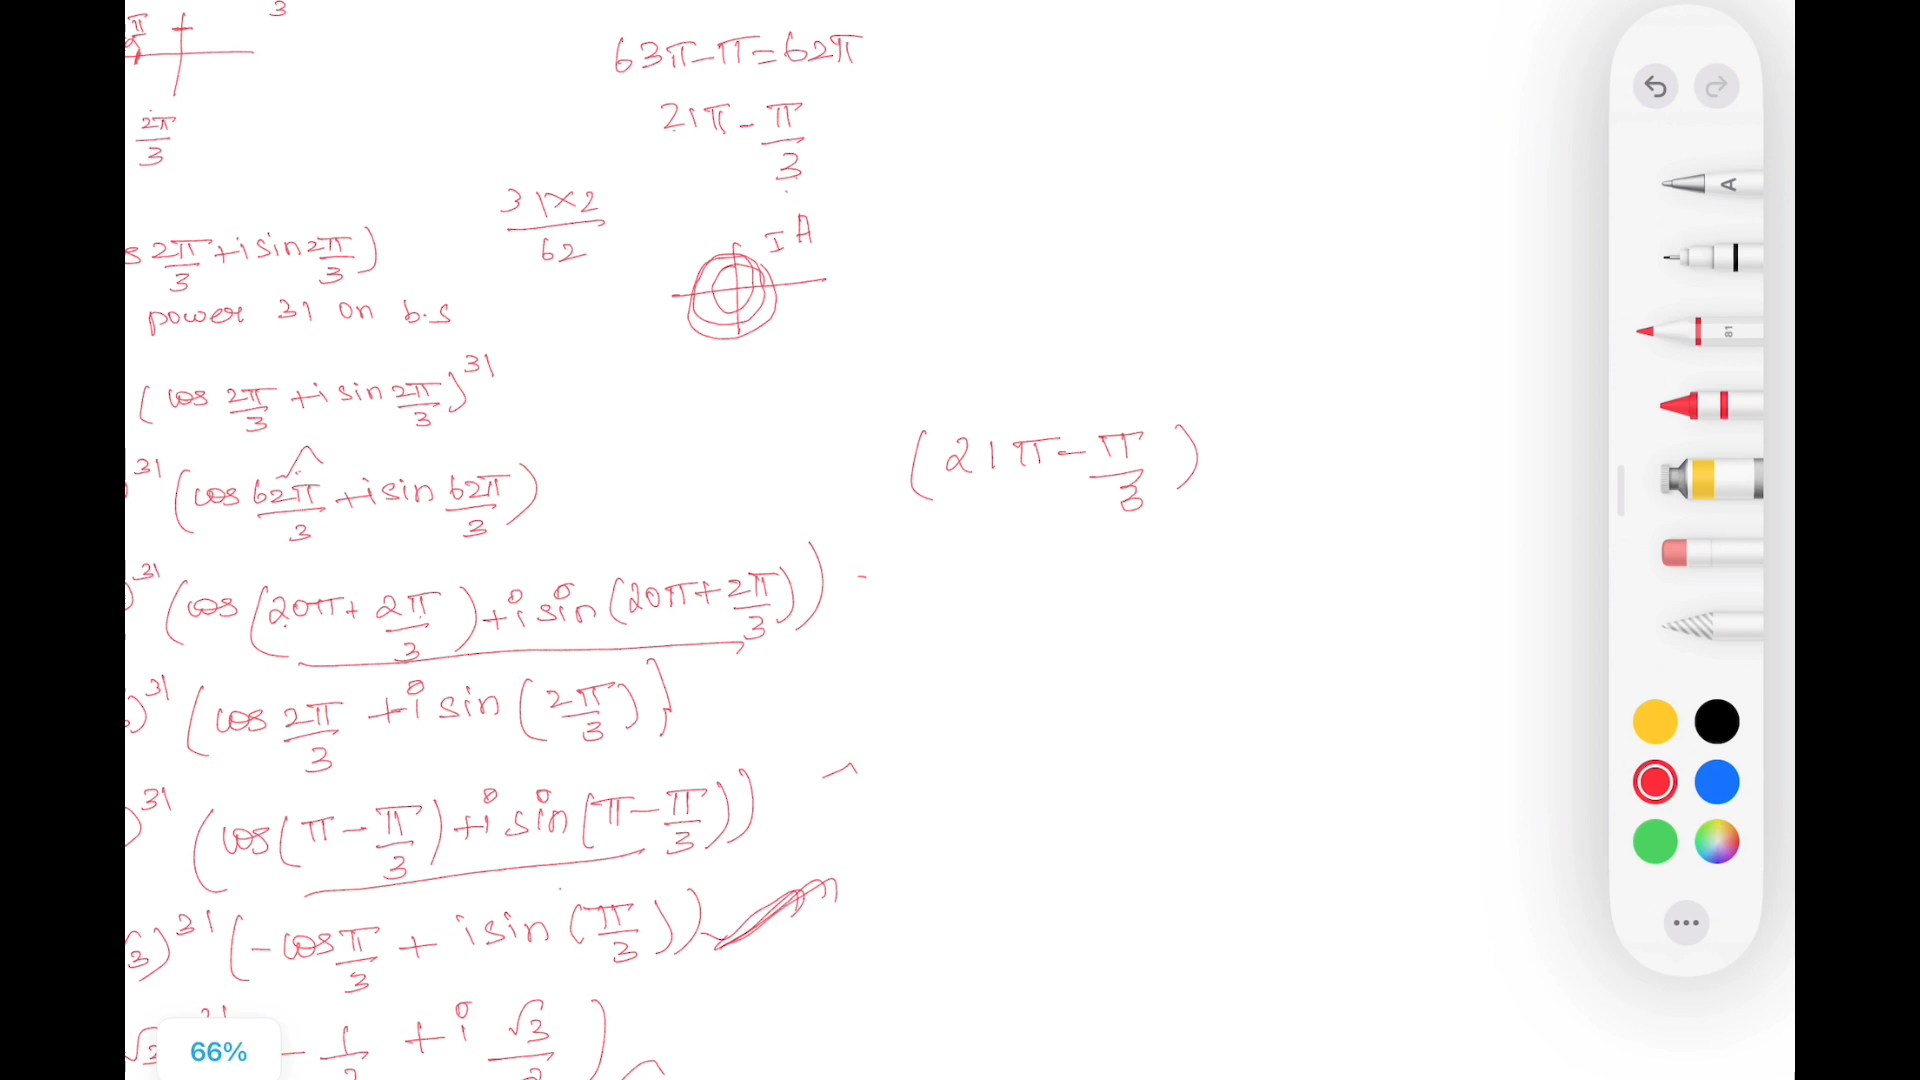 π 3
63π-π=62π
21π - π/3
2π/3
31×2
62
I A
2π/3 + i sin 2π/3)
power 31 on b.s
(cos 2π/3 + i sin 2π/3)^31
31 (cos 62π/3 + i sin 62π/3)
(21π - π/3)
)^31 (cos (20π + 2π/3) + i sin (20π + 2π/3))
)^31 (cos 2π/3 + i sin (2π/3)}
)^31 (cos (π - π/3) + i sin (π - π/3))
3)^31 (-cos π/3 + i sin (π/3))
- 1/2 + i √3/2)
66%
A
81